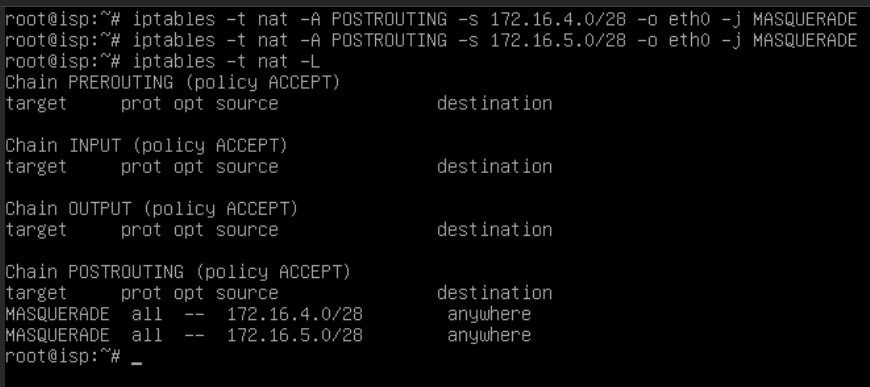 root@isp:~# iptables -t nat -A POSTROUTING -s 172.16.4.0/28 -o eth0 -j MASQUERADE
root@isp:~# iptables -t nat -A POSTROUTING -s 172.16.5.0/28 -o eth0 -j MASQUERADE
root@isp:~# iptables -t nat -L
Chain PREROUTING (policy ACCEPT)
target     prot opt source               destination

Chain INPUT (policy ACCEPT)
target     prot opt source               destination

Chain OUTPUT (policy ACCEPT)
target     prot opt source               destination

Chain POSTROUTING (policy ACCEPT)
target     prot opt source               destination
MASQUERADE  all  --  172.16.4.0/28        anywhere
MASQUERADE  all  --  172.16.5.0/28        anywhere
root@isp:~# _